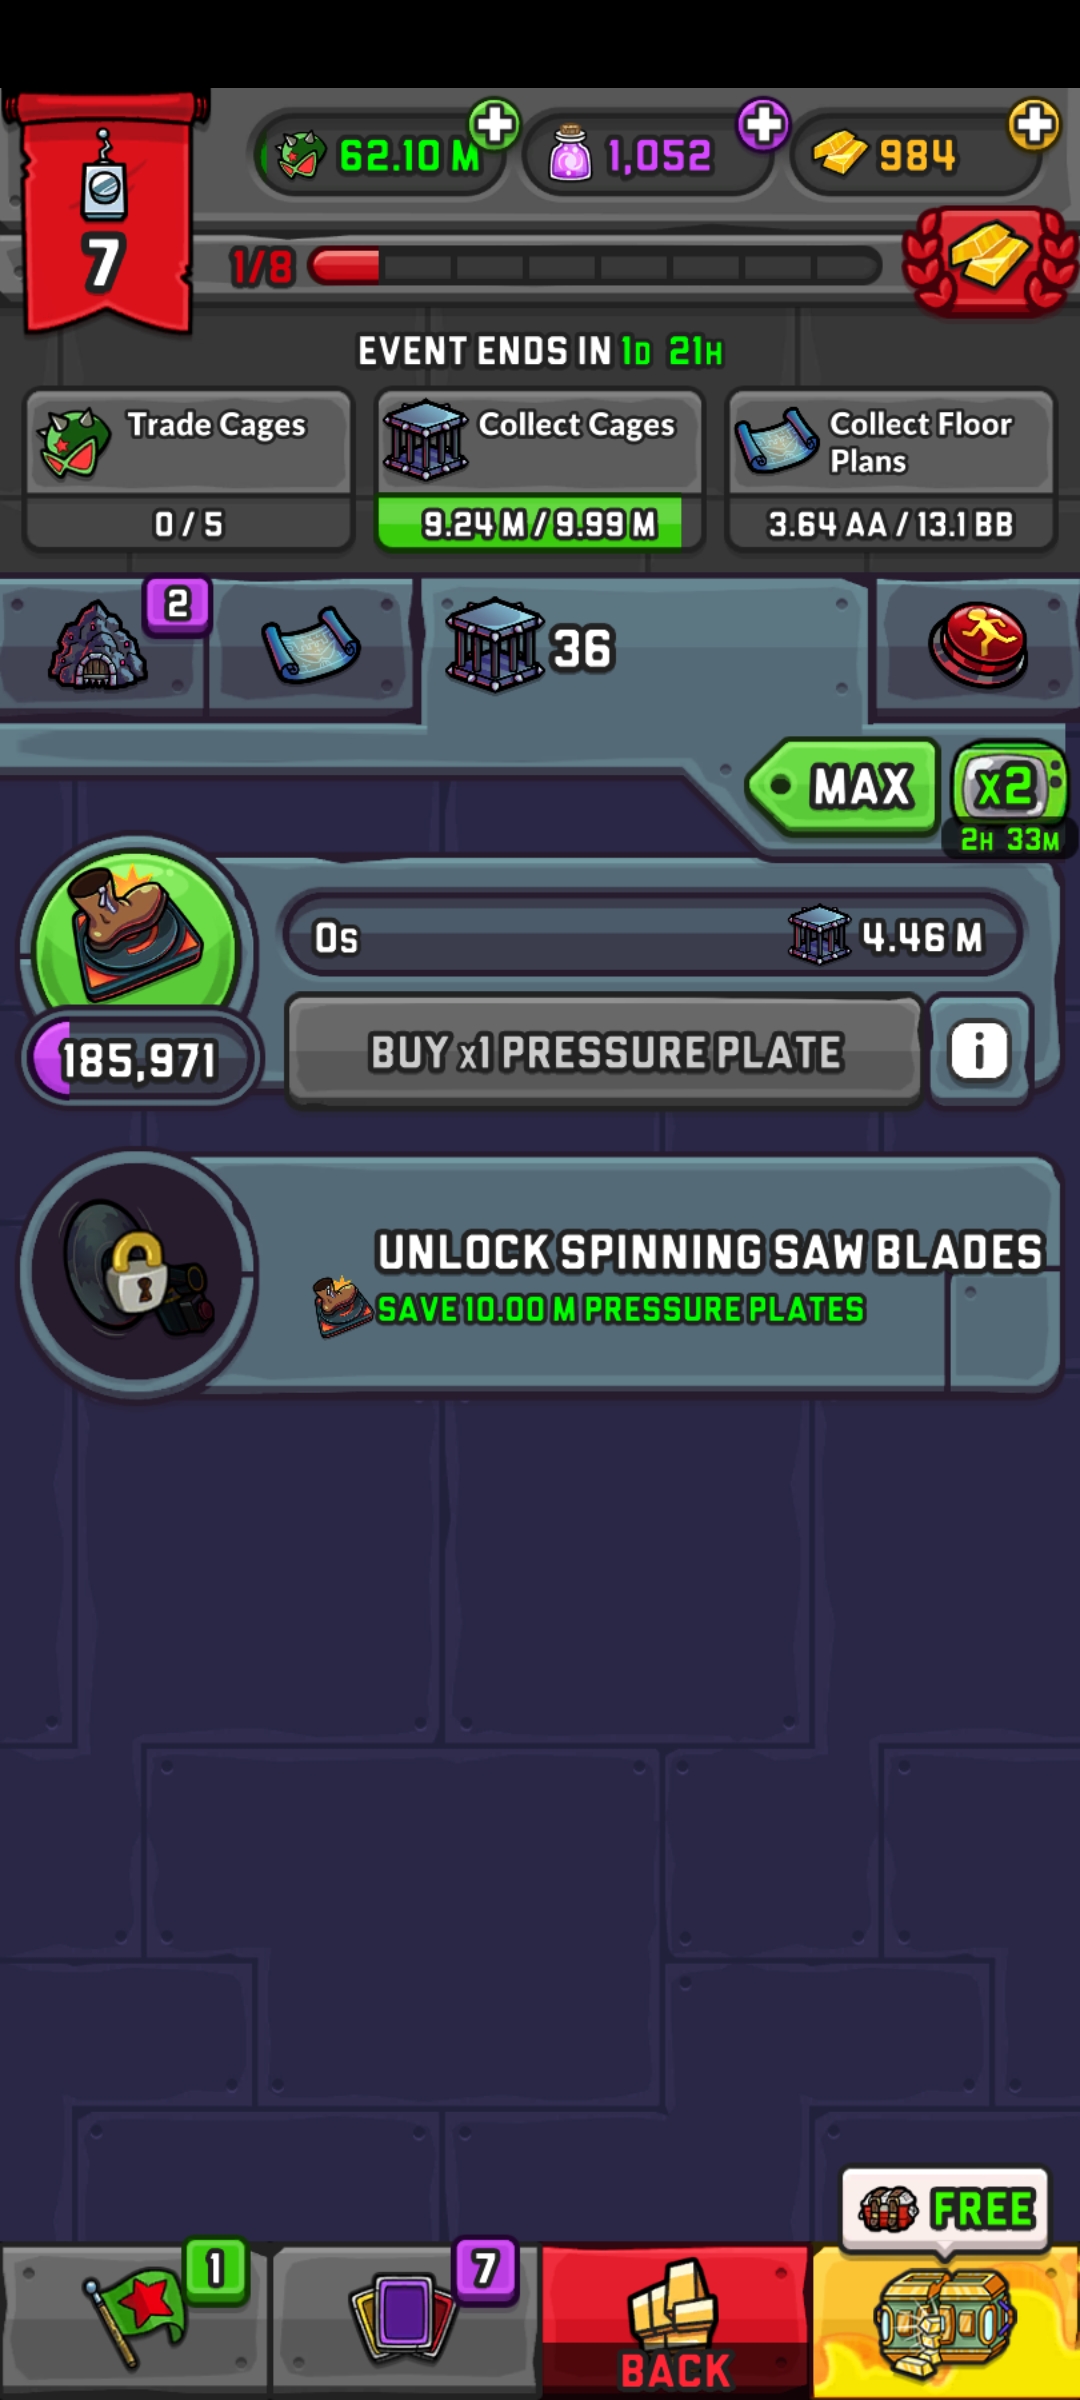 62.10 M
1,052
984
7
1/8
EVENT ENDS IN 1D 21H
Trade Cages
0 / 5
Collect Cages
9.24 M / 9.99 M
Collect Floor
Plans
3.64 AA / 13.1 BB
2
36
MAX
x2
2H 33M
0s
4.46 M
185,971
BUY x1 PRESSURE PLATE
i
UNLOCK SPINNING SAW BLADES
SAVE 10.00 M PRESSURE PLATES
FREE
1
7
BACK